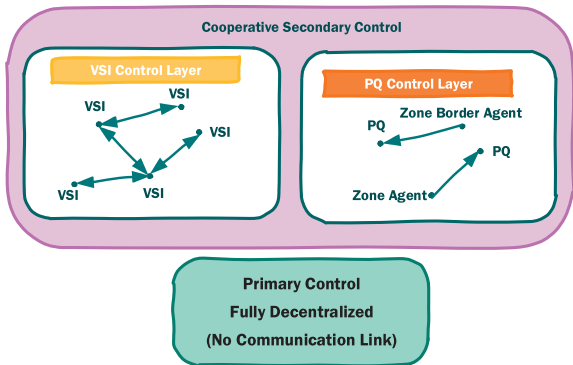 Cooperative Secondary Control
VSI Control Layer
VSI
VSI
VSI
VSI
VSI
PQ Control Layer
Zone Border Agent
PQ
PQ
Zone Agent
Primary Control
Fully Decentralized
(No Communication Link)